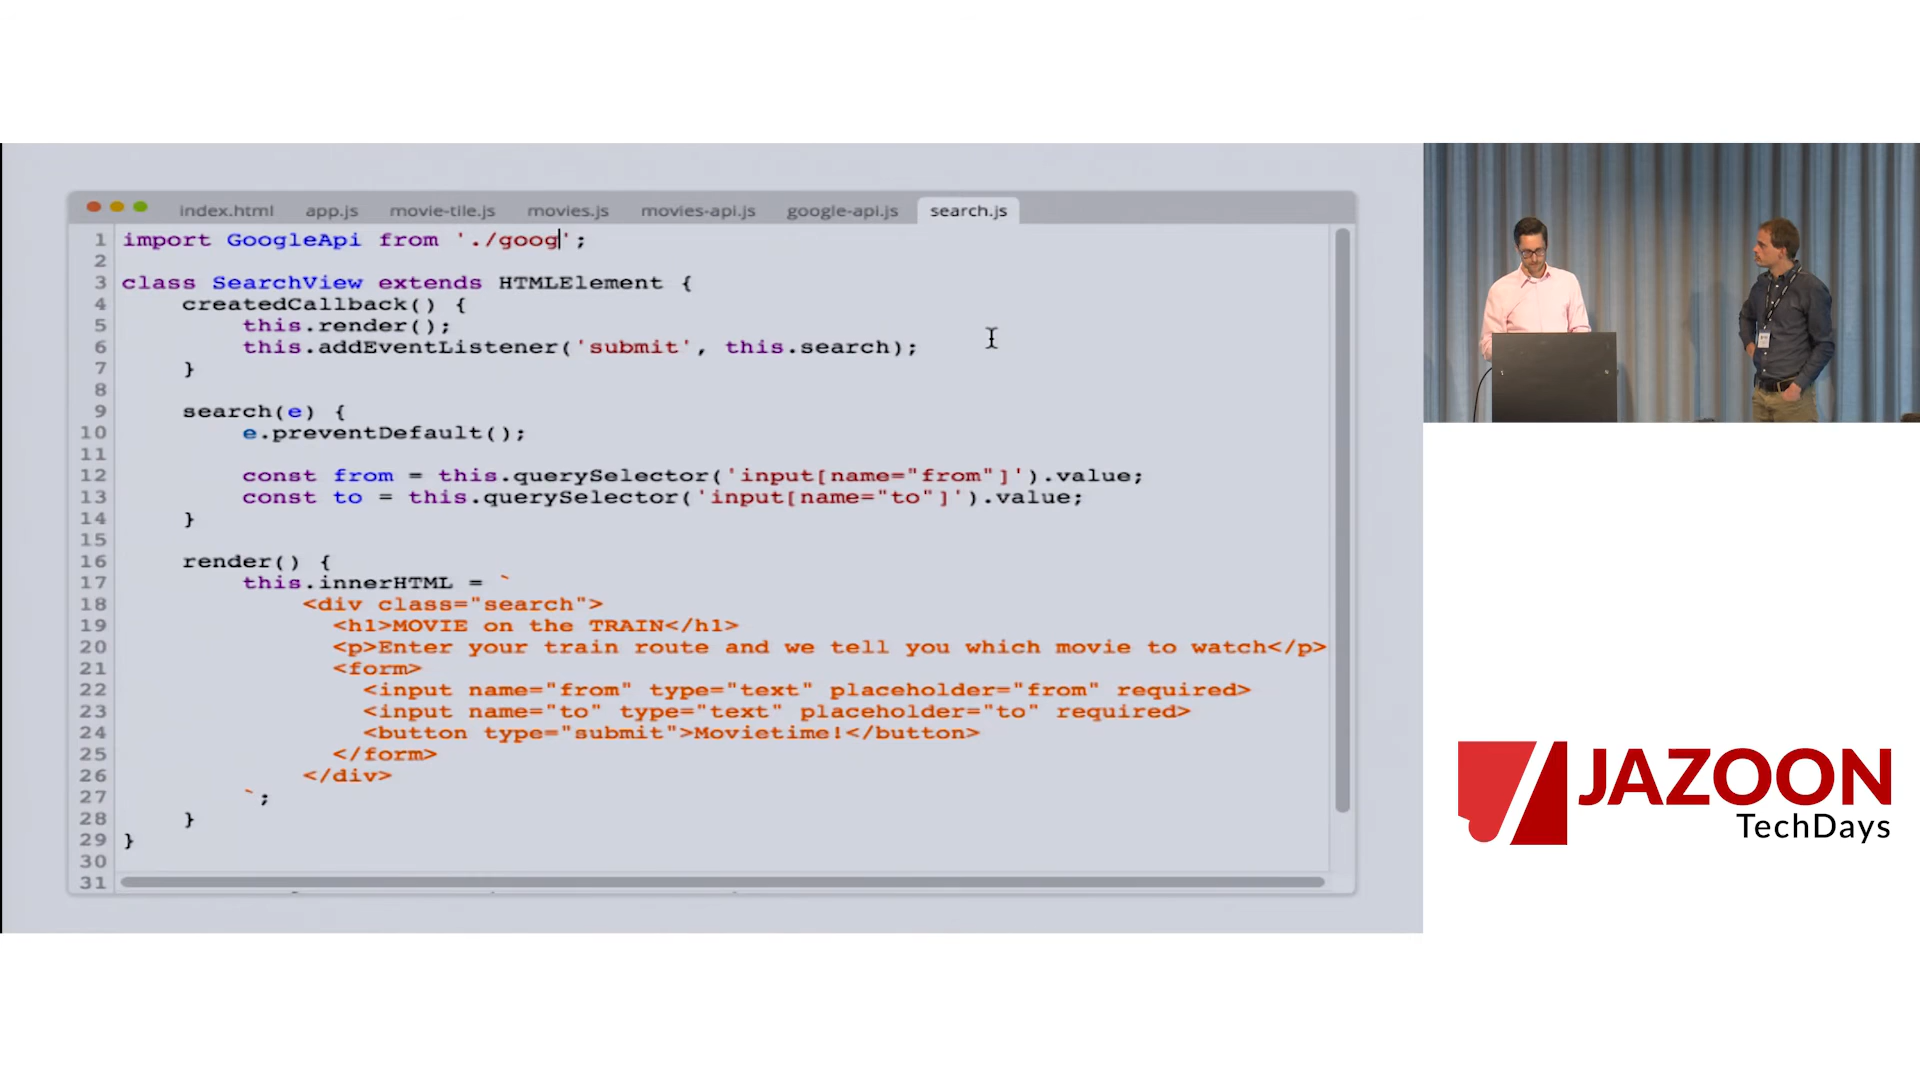 index.html app.js movie-tile.js movies.js movies-api.js google-api.js search.js
1 import GoogleApi from './goog';
2
3 class SearchView extends HTMLElement {
4 createdCallback() {
5 this.render();
6 this.addEventListener('submit', this.search);
7 }
8
9 search(e) {
10 e.preventDefault();
11
12 const from = this.querySelector('input[name="from"]').value;
13 const to = this.querySelector('input[name="to"]').value;
14 }
15
16 render() {
17 this.innerHTML = `
18 <div class="search">
19 <h1>MOVIE on the TRAIN</h1>
20 <p>Enter your train route and we tell you which movie to watch</p>
21 <form>
22 <input name="from" type="text" placeholder="from" required>
23 <input name="to" type="text" placeholder="to" required>
24 <button type="submit">Movietime!</button>
25 </form>
26 </div>
27 `;
28 }
29 }
30
31
JAZOON
TechDays